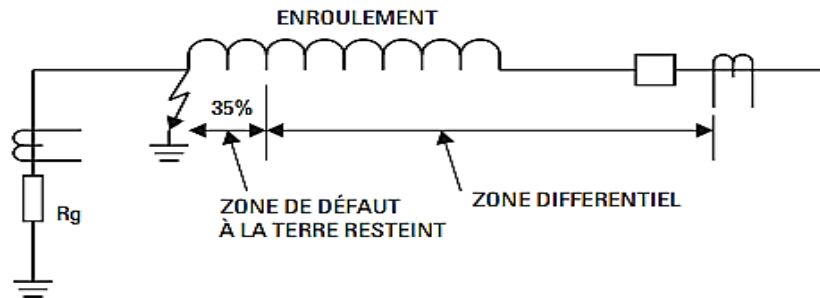 ENROULEMENT
35%
Rg
ZONE DE DÉFAUT
À LA TERRE RESTEINT
ZONE DIFFERENTIEL